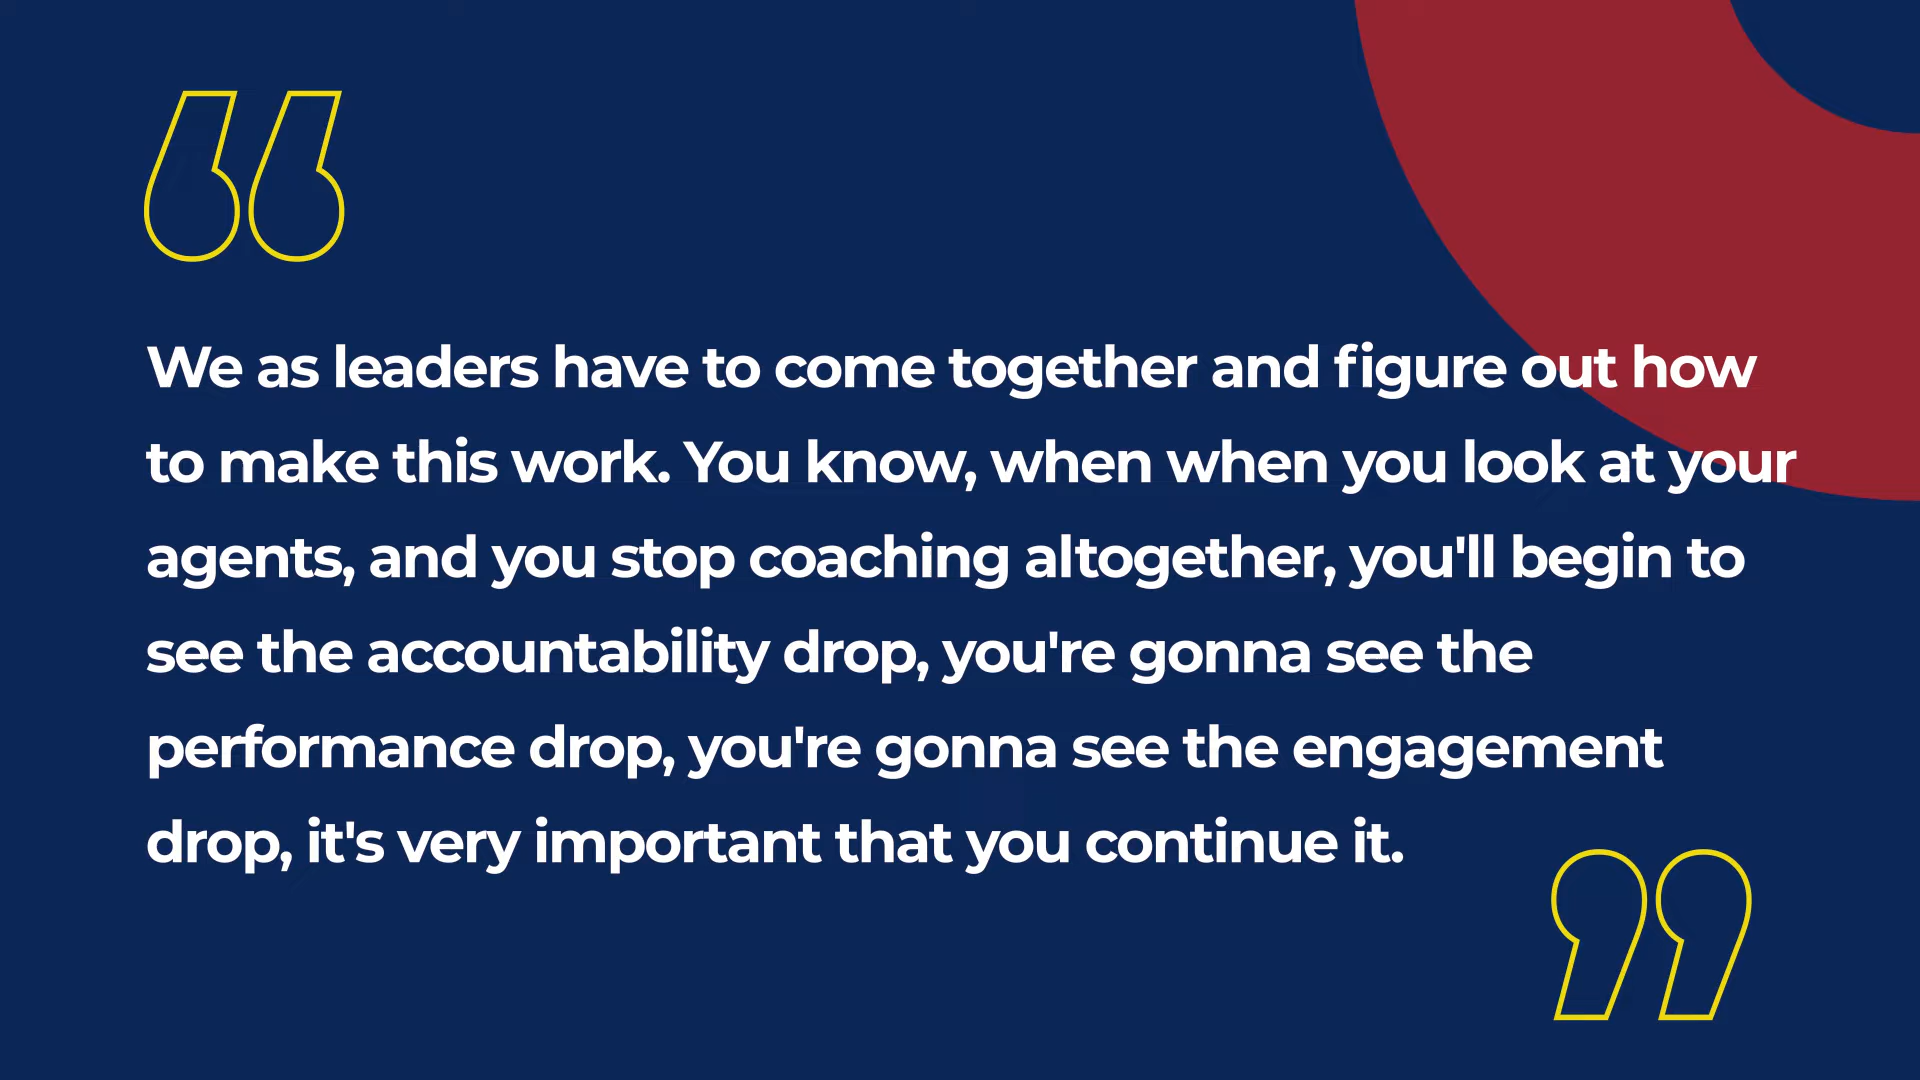 We as leaders have to come together and figure out how
to make this work. You know, when when you look at your
agents, and you stop coaching altogether, you'll begin to
see the accountability drop, you're gonna see the
performance drop, you're gonna see the engagement
drop, it's very important that you continue it.